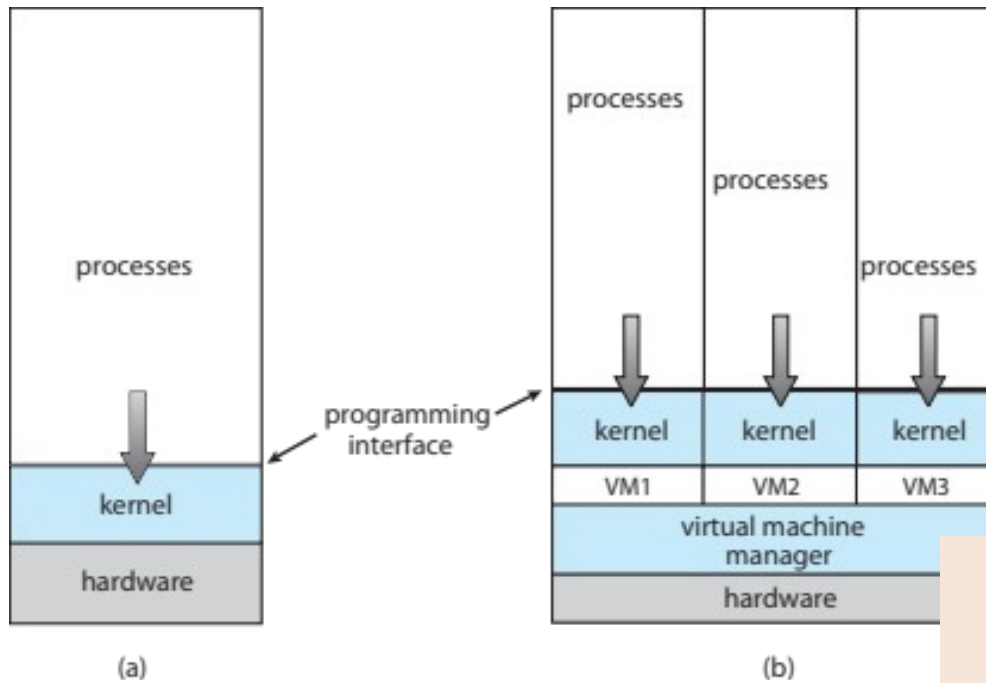 processes
kernel
hardware
(a)
programming
interface
processes
processes
processes
kernel
kernel
kernel
VM1
VM2
VM3
virtual machine
manager
hardware
(b)